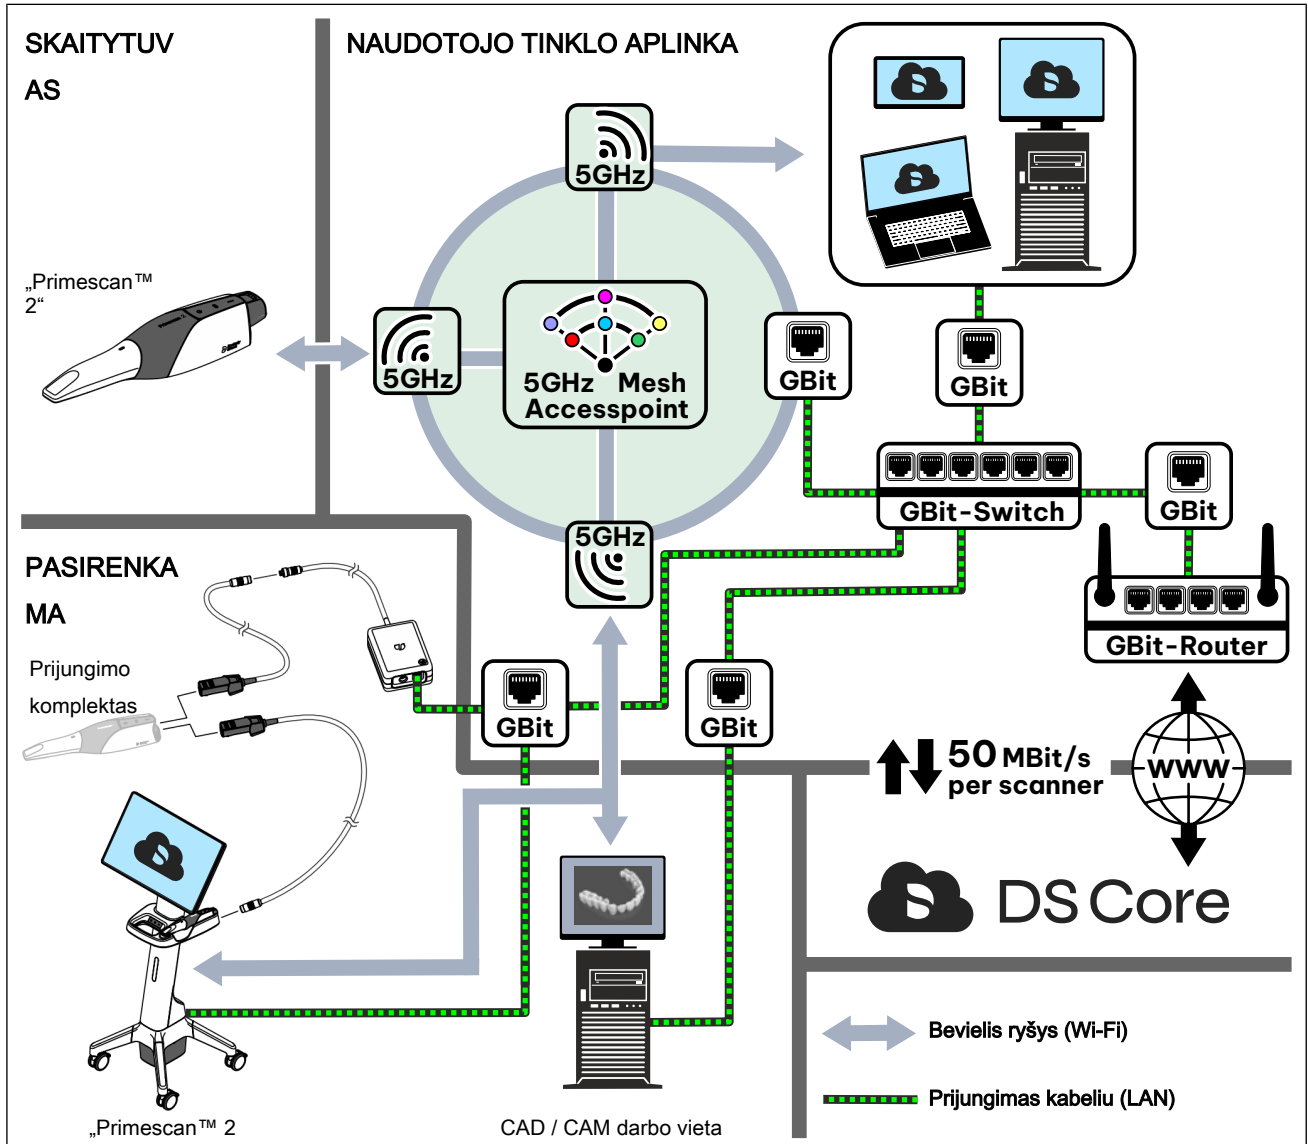 SKAITYTUV
AS
NAUDOTOJO TINKLO APLINKA
5GHz
„Primescan™
2“
5GHz
5GHz Mesh
Accesspoint
GBit
GBit
GBit-Switch
GBit
5GHz
GBit-Router
PASIRENKA
MA
Prijungimo
komplektas
GBit
GBit
50 MBit/s
per scanner
WWW
DS Core
Bevielis ryšys (Wi-Fi)
Prijungimas kabeliu (LAN)
„Primescan™ 2
CAD / CAM darbo vieta